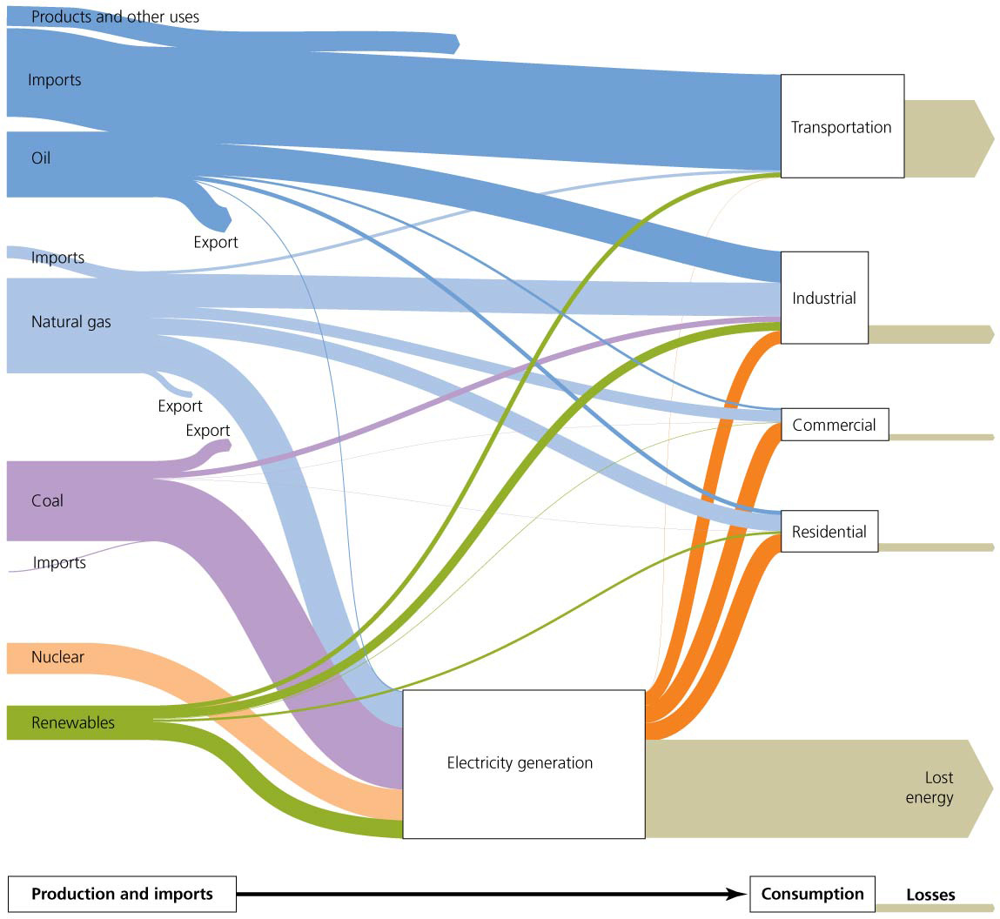 Products and other uses
Imports
Transportation
Oil
Export
Imports
Industrial
Natural gas
Export
Export
Commercial
Coal
Residential
Imports
Nuclear
Renewables
Electricity generation
Lost
energy
Production and imports
Consumption
Losses